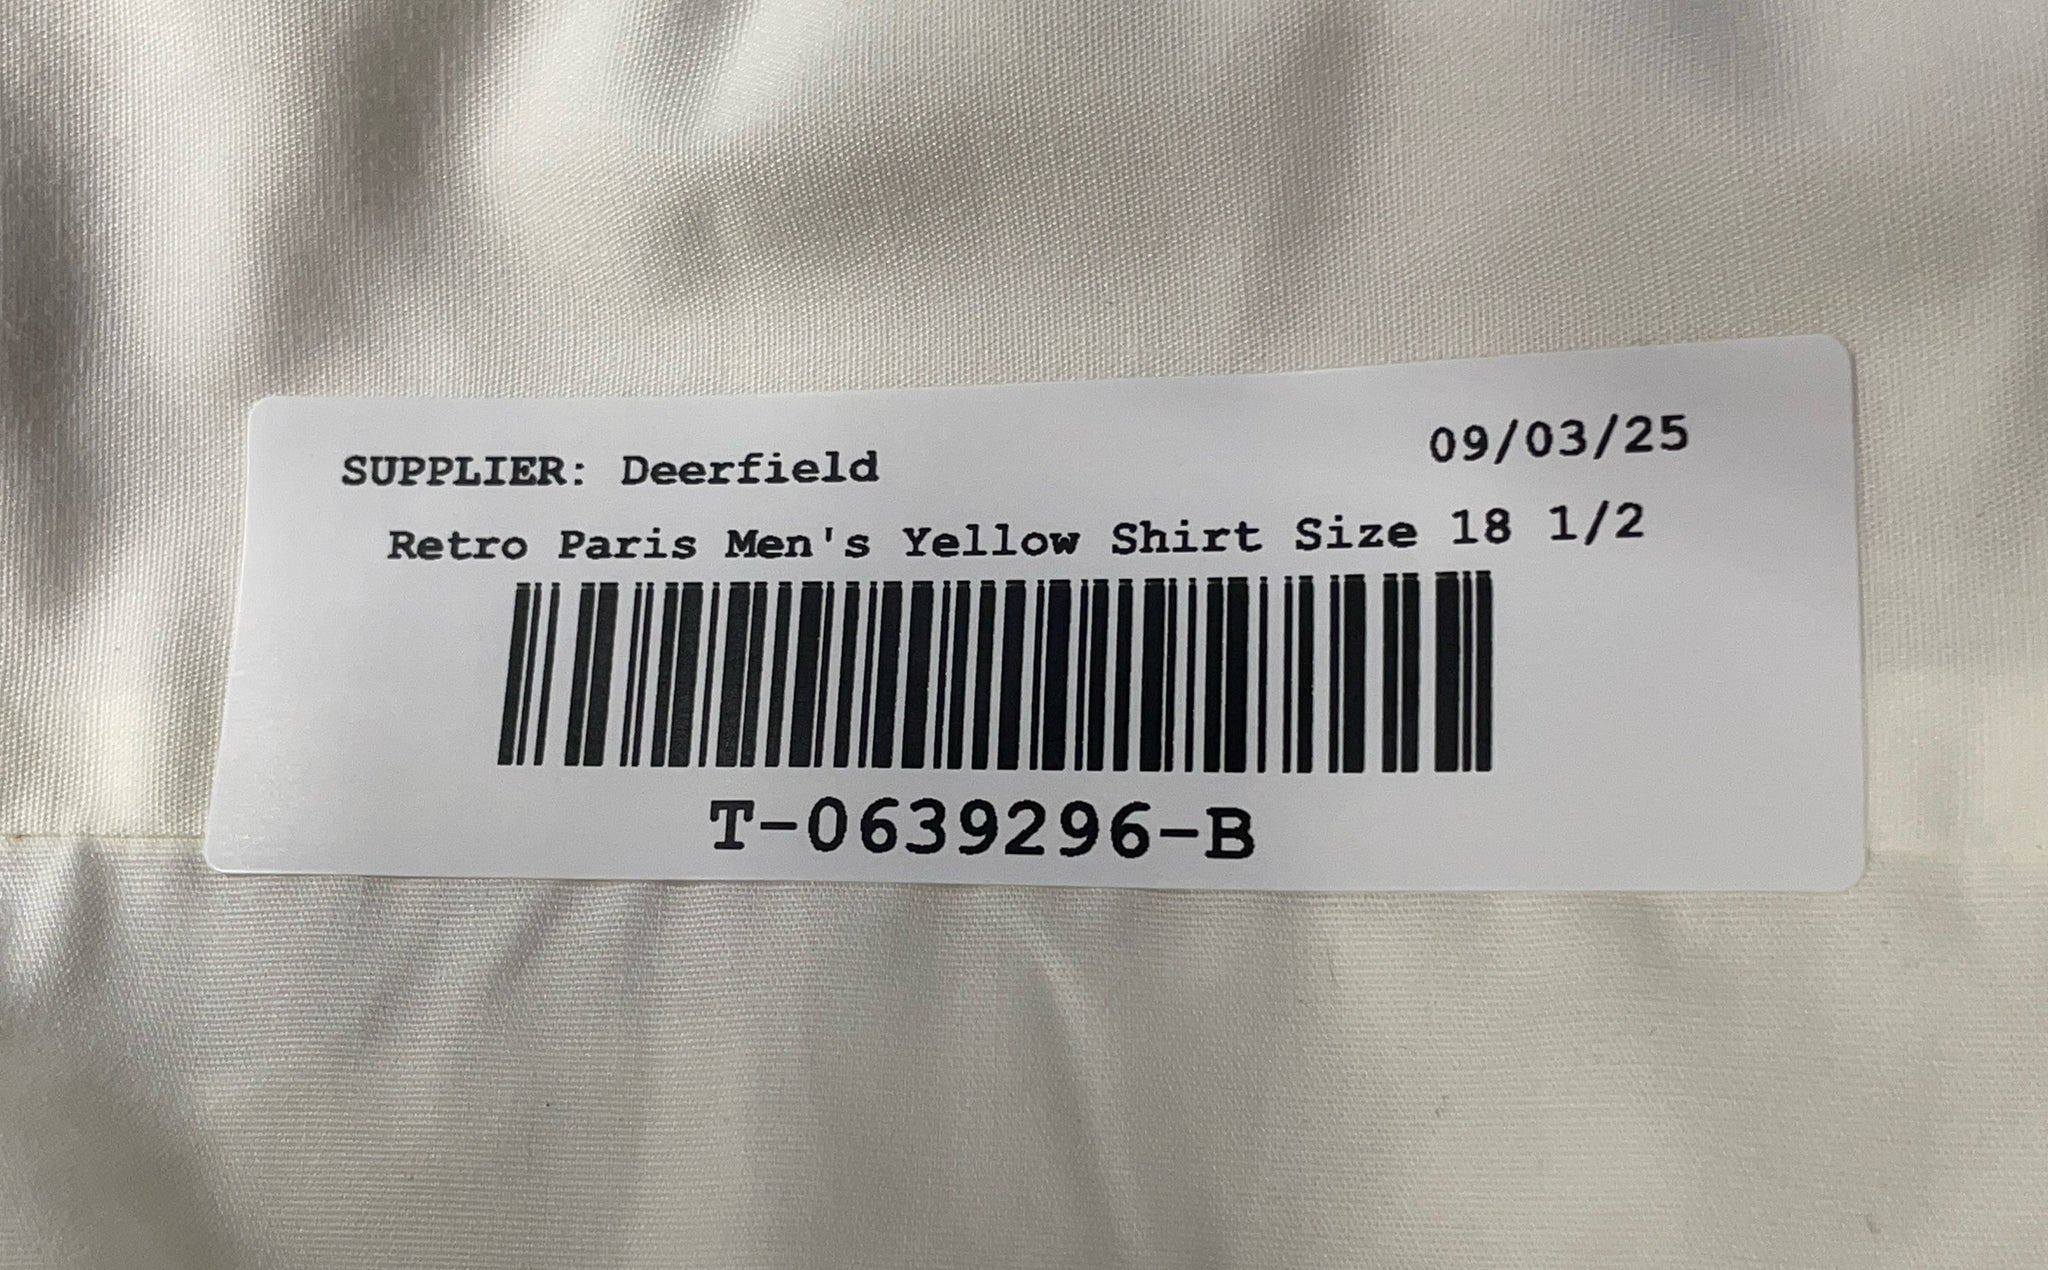 SUPPLIER: Deerfield 09/03/25
Retro Paris Men's Yellow Shirt Size 18 1/2
T-0639296-B